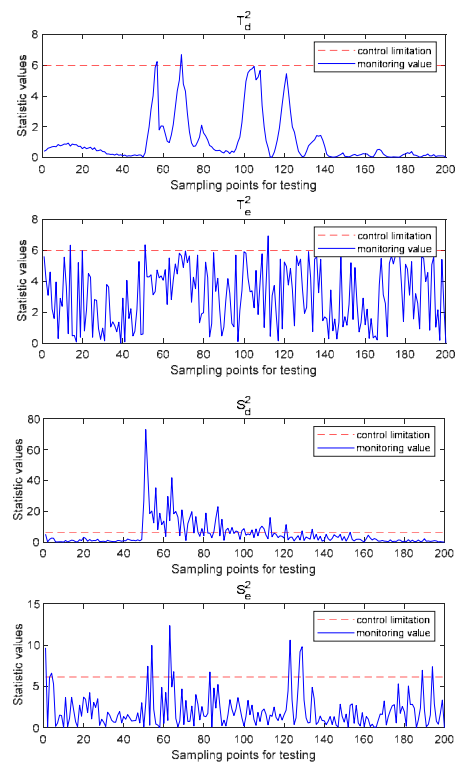 T_d^2
8
6
4
2
0
Statistic values
control limitation
monitoring value
0 20 40 60 80 100 120 140 160 180 200
Sampling points for testing
T_e^2
8
6
4
2
0
Statistic values
control limitation
monitoring value
0 20 40 60 80 100 120 140 160 180 200
Sampling points for testing
S_d^2
80
60
40
20
0
Statistic values
control limitation
monitoring value
0 20 40 60 80 100 120 140 160 180 200
Sampling points for testing
S_e^2
15
10
5
0
Statistic values
control limitation
monitoring value
0 20 40 60 80 100 120 140 160 180 200
Sampling points for testing